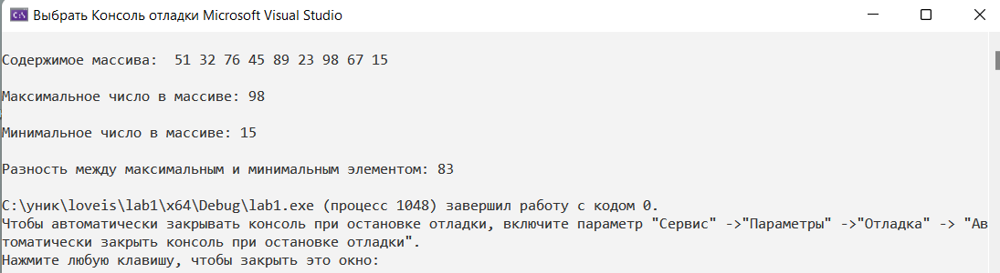 Выбрать Консоль отладки Microsoft Visual Studio
Содержимое массива:  51 32 76 45 89 23 98 67 15
Максимальное число в массиве: 98
Минимальное число в массиве: 15
Разность между максимальным и минимальным элементом: 83
C:\уник\loveis\lab1\x64\Debug\lab1.exe (процесс 1048) завершил работу с кодом 0.
Чтобы автоматически закрывать консоль при остановке отладки, включите параметр "Сервис" ->"Параметры" ->"Отладка" -> "Ав
томатически закрыть консоль при остановке отладки".
Нажмите любую клавишу, чтобы закрыть это окно: